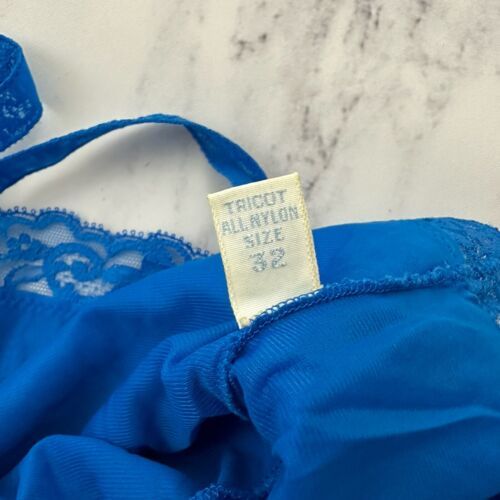 TRICOT
ALL NYLON
SIZE
32